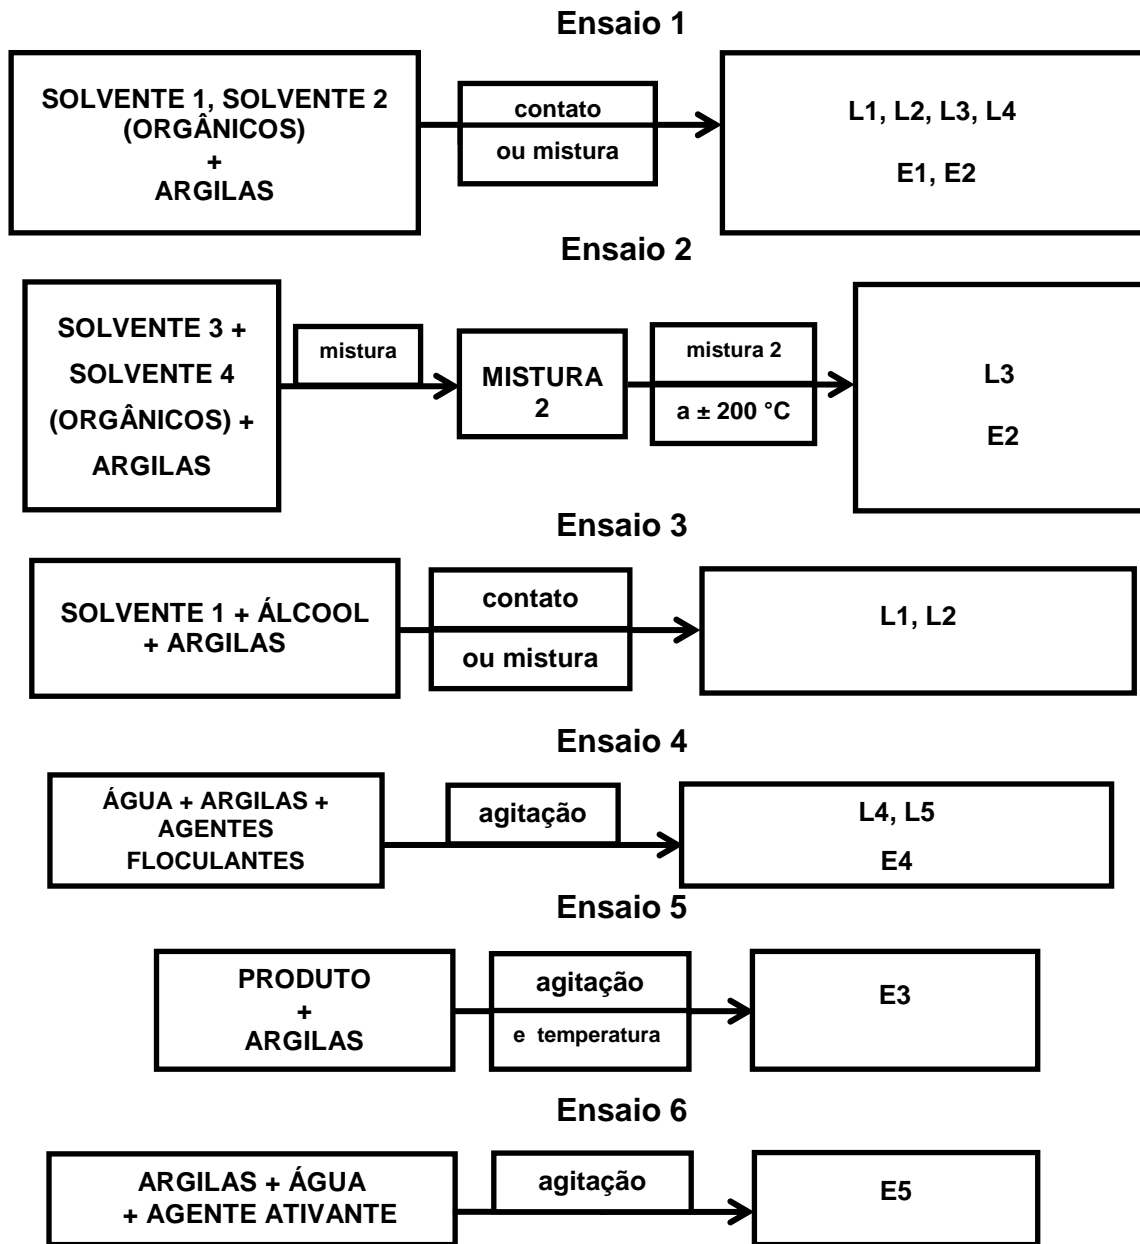 Ensaio 1
SOLVENTE 1, SOLVENTE 2
(ORGÂNICOS)
+
ARGILAS
contato
ou mistura
L1, L2, L3, L4
E1, E2
Ensaio 2
SOLVENTE 3 +
SOLVENTE 4
(ORGÂNICOS) +
ARGILAS
mistura
MISTURA
2
mistura 2
a ± 200 °C
L3
E2
Ensaio 3
SOLVENTE 1 + ÁLCOOL
+ ARGILAS
contato
ou mistura
L1, L2
Ensaio 4
ÁGUA + ARGILAS +
AGENTES
FLOCULANTES
agitação
L4, L5
E4
Ensaio 5
PRODUTO
+
ARGILAS
agitação
e temperatura
E3
Ensaio 6
ARGILAS + ÁGUA
+ AGENTE ATIVANTE
agitação
E5